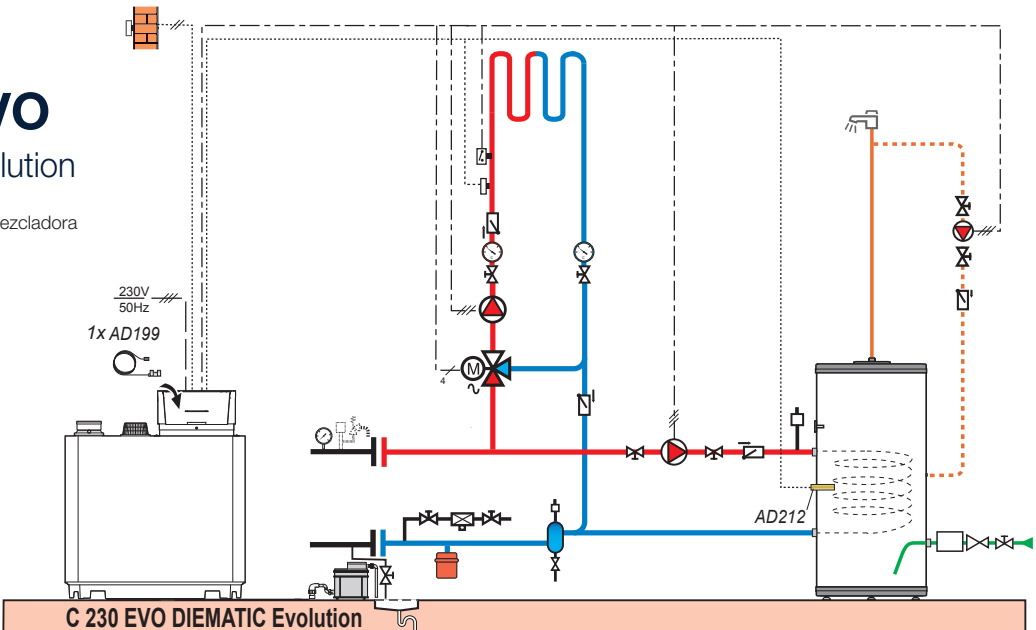 vo
lution
ezcladora
230V
50Hz
1x AD199
M
4
AD212
C 230 EVO DIEMATIC Evolution